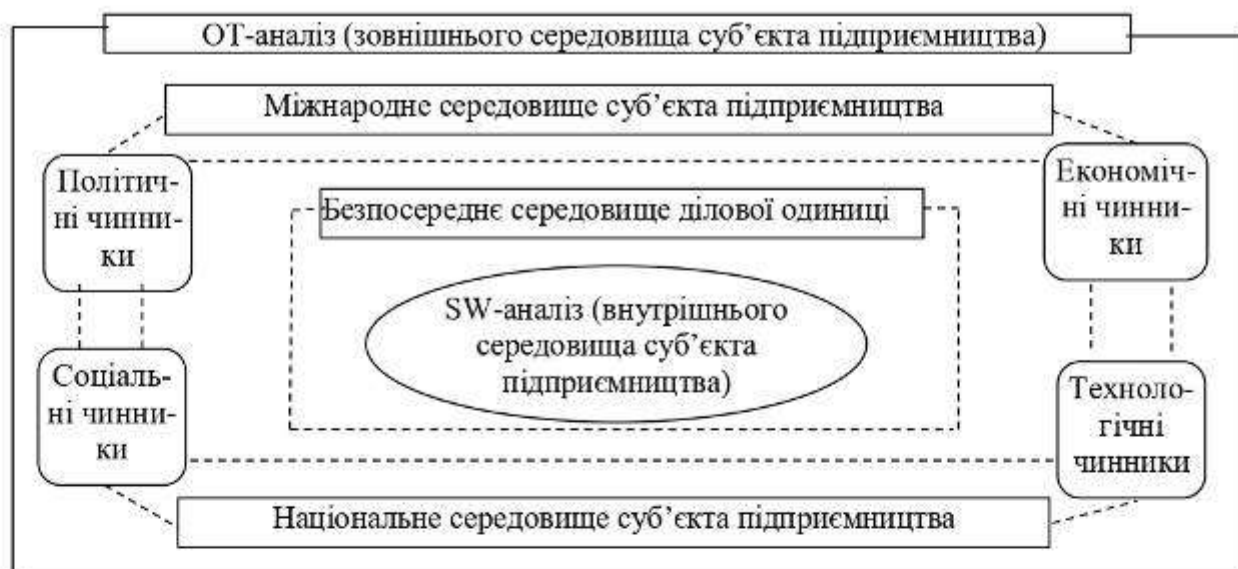 ОТ-аналіз (зовнішнього середовища суб’єкта підприємництва)
Міжнародне середовище суб’єкта підприємництва
Політич-
ні чинни-
ки
Економіч-
ні чинни-
ки
Безпосереднє середовище ділової одиниці
SW-аналіз (внутрішнього
середовища суб’єкта
підприємництва)
Соціаль-
ні чинни-
ки
Техноло-
гічні
чинники
Національне середовище суб’єкта підприємництва